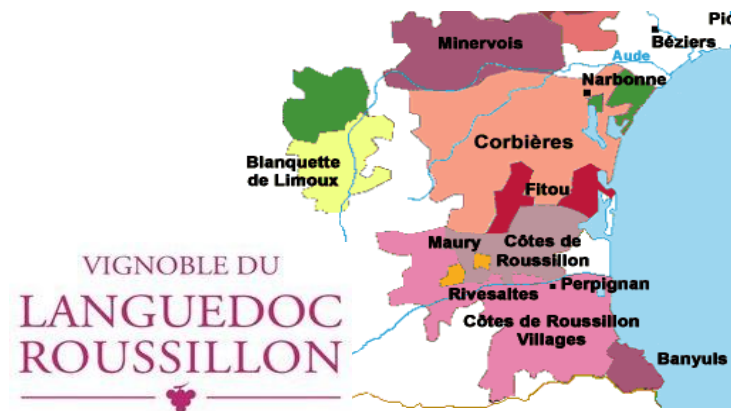 Minervois
Pié
Béziers
Aude
Narbonne
Corbières
Blanquette
de Limoux
Fitou
Maury
Côtes de
Roussillon
Rivesaltes
Perpignan
Côtes de Roussillon
Villages
Banyuls
VIGNOBLE DU
LANGUEDOC
ROUSSILLON